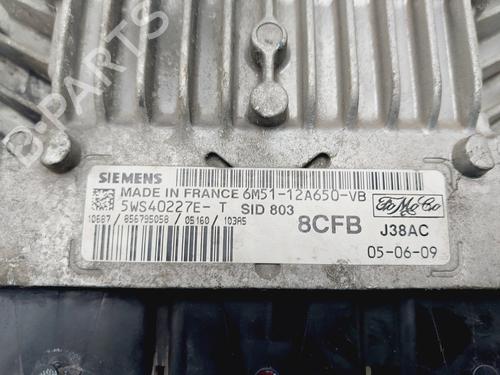 B-PARTS
SIEMENS
MADE IN FRANCE 6M51-12A650-VB
5WS40227E- T SID 803
10687/ 856795058 /05160/ 103A5
8CFB
FoMoCo
J38AC
05-06-09